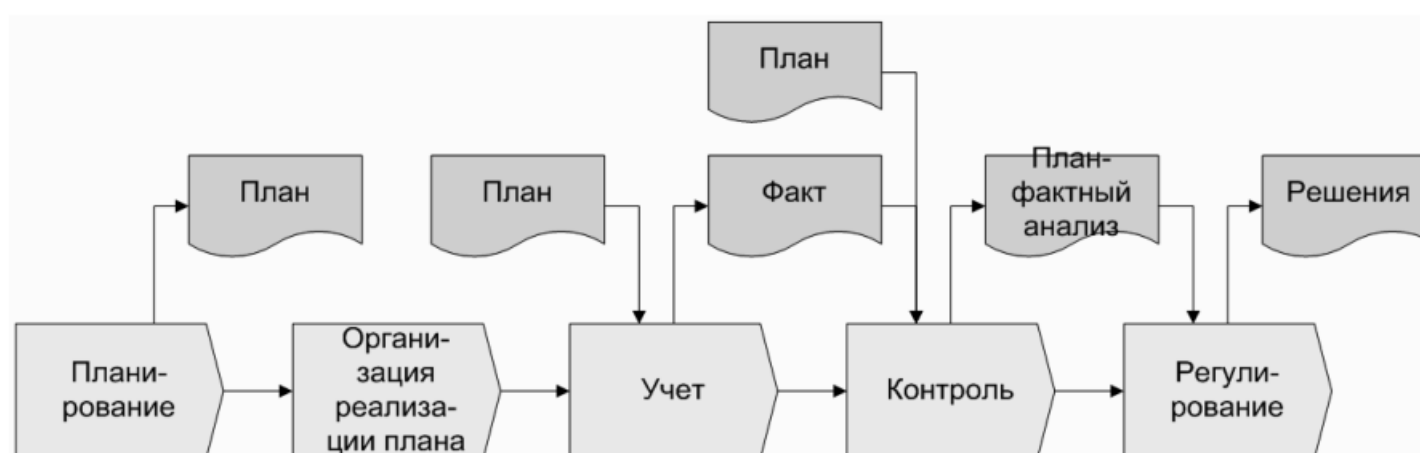 План
План
План
Факт
План-
фактный
анализ
Решения
Плани-
рование
Органи-
зация
реализа-
ции плана
Учет
Контроль
Регули-
рование